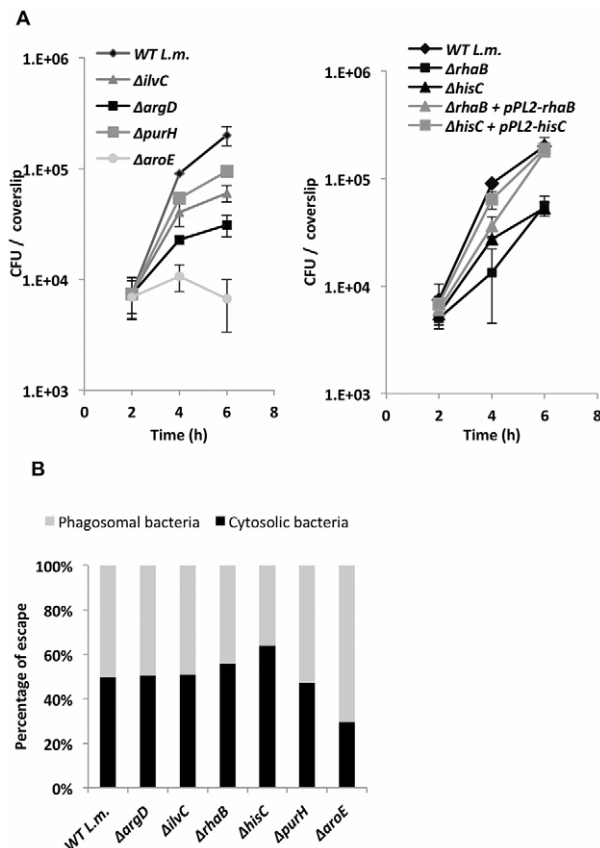 A
1.E+06
1.E+05
1.E+04
1.E+03
CFU / coverslip
0 2 4 6 8
Time (h)
WT L.m.
ΔilvC
ΔargD
ΔpurH
ΔaroE
1.E+06
1.E+05
1.E+04
1.E+03
CFU / coverslip
0 2 4 6 8
Time (h)
WT L.m.
ΔrhaB
ΔhisC
ΔrhaB + pPL2-rhaB
ΔhisC + pPL2-hisC
B
Phagosomal bacteria Cytosolic bacteria
100%
80%
60%
40%
20%
0%
Percentage of escape
WT L.m. ΔargD ΔilvC ΔrhaB ΔhisC ΔpurH ΔaroE